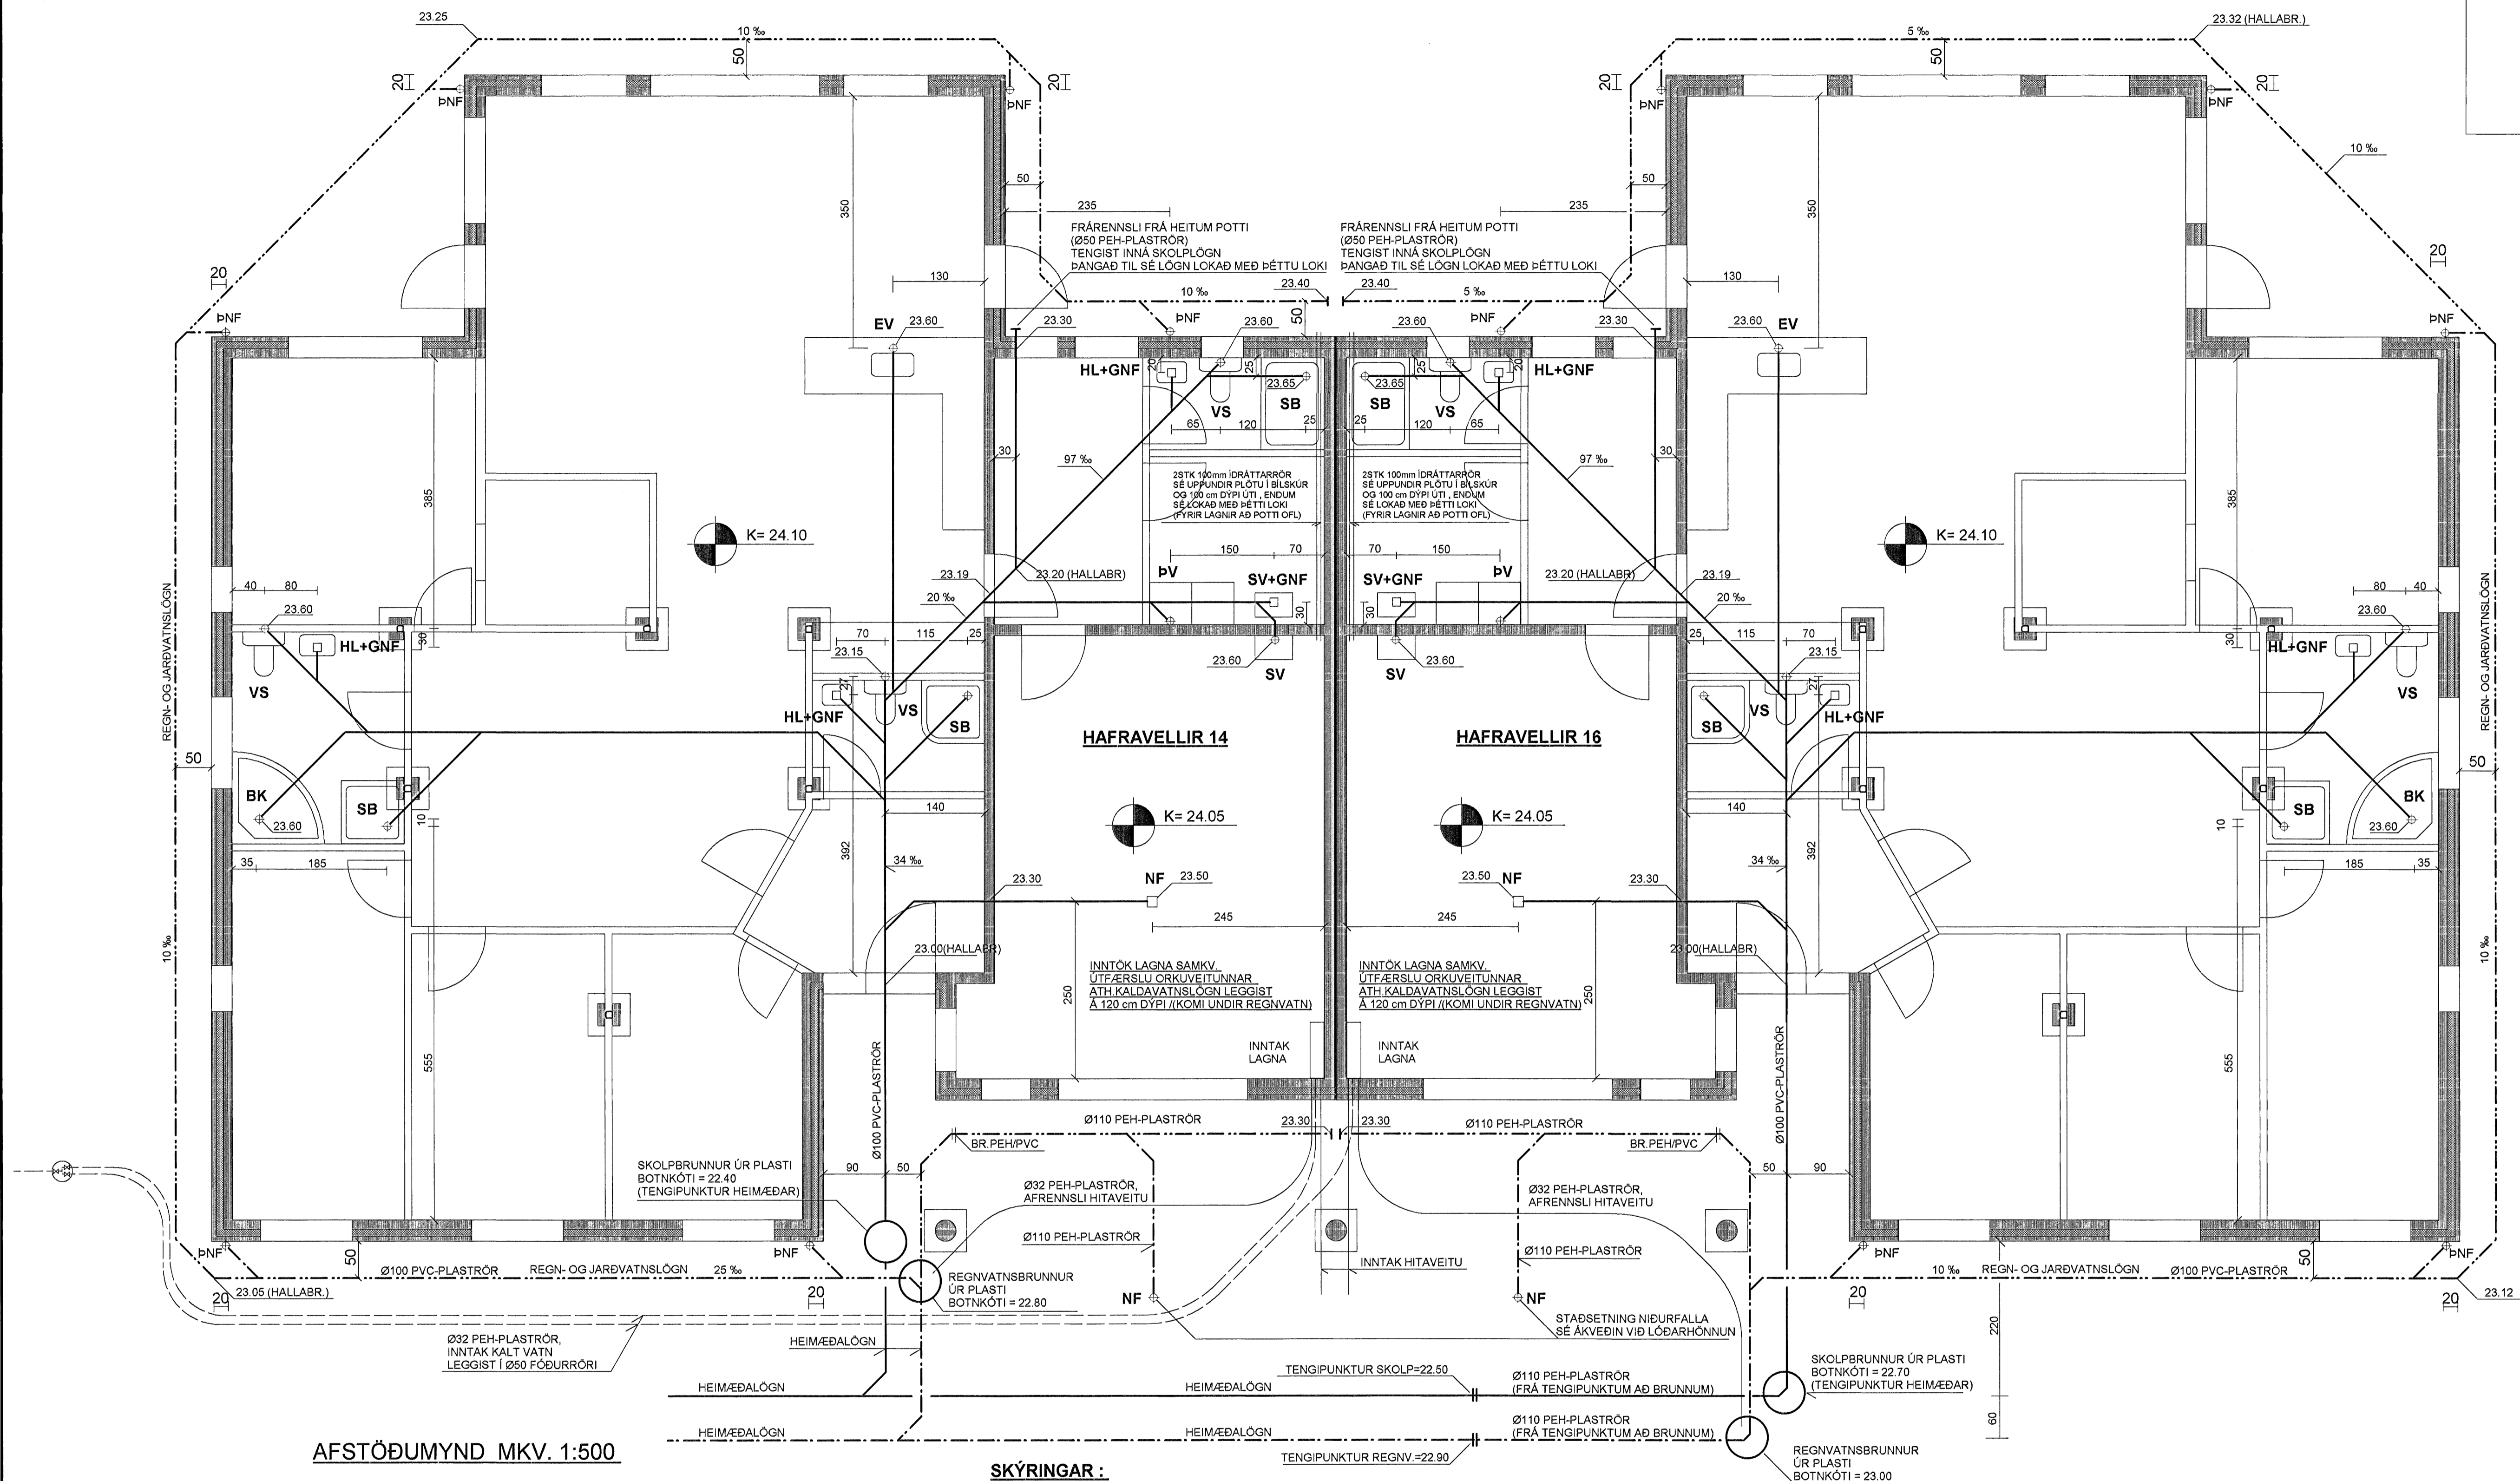 23.25
10 ‰
50
20
20
ÞNF
ÞNF
5 ‰
50
23.32 (HALLABR.)
20
20
ÞNF
ÞNF
10 ‰
350
50
235
50
235
350
FRÁRENNSLI FRÁ HEITUM POTTI
(Ø50 PEH-PLASTRÖR)
TENGIST INNÁ SKOLPLÖGN
ÞANGAÐ TIL SÉ LÖGN LOKAÐ MEÐ ÞÉTTU LOKI
FRÁRENNSLI FRÁ HEITUM POTTI
(Ø50 PEH-PLASTRÖR)
TENGIST INNÁ SKOLPLÖGN
ÞANGAÐ TIL SÉ LÖGN LOKAÐ MEÐ ÞÉTTU LOKI
20
130
130
20
10 ‰
23.40
23.40
5 ‰
50
ÞNF
EV
23.60
23.30
ÞNF
23.60
23.60
ÞNF
23.30
23.60
EV
ÞNF
HL+GNF
20
25
23.65
23.65
25
20
HL+GNF
VS
SB
SB
VS
65
120
25
25
120
65
30
30
97 ‰
97 ‰
385
385
2STK 100mm ÍDRÁTTARRÖR
SÉ UPPUNDIR PLÖTU Í BÍLSKÚR
OG 100 cm DÝPI ÚTI , ENDUM
SÉ LOKAÐ MEÐ ÞÉTTI LOKI
(FYRIR LAGNIR AÐ POTTI OFL)
2STK 100mm ÍDRÁTTARRÖR
SÉ UPPUNDIR PLÖTU Í BÍLSKÚR
OG 100 cm DÝPI ÚTI , ENDUM
SÉ LOKAÐ MEÐ ÞÉTTI LOKI
(FYRIR LAGNIR AÐ POTTI OFL)
K= 24.10
K= 24.10
150
70
70
150
23.19
23.20 (HALLABR)
ÞV
SV+GNF
SV+GNF
ÞV
23.20 (HALLABR)
23.19
40
80
80
40
20 ‰
20 ‰
23.60
23.60
30
30
REGN- OG JARÐVATNSLÖGN
REGN- OG JARÐVATNSLÖGN
30
HL+GNF
VS
70
115
25
23.15
23.60
SV
23.60
SV
25
115
70
23.15
30
HL+GNF
VS
27
HL+GNF
VS
SB
SB
VS
27
HL+GNF
HAFRAVELLIR 14
HAFRAVELLIR 16
50
50
BK
SB
23.60
10
SB
BK
23.60
10
140
140
K= 24.05
K= 24.05
35
185
392
34 ‰
34 ‰
392
185
35
23.30
NF
23.50
23.50
NF
23.30
245
245
10 ‰
10 ‰
23.00(HALLABR)
23.00(HALLABR)
INNTÖK LAGNA SAMKV.
ÚTFÆRSLU ORKUVEITUNNAR
ATH.KALDAVATNSLÖGN LEGGIST
Á 120 cm DÝPI /(KOMI UNDIR REGNVATN)
INNTÖK LAGNA SAMKV.
ÚTFÆRSLU ORKUVEITUNNAR
ATH.KALDAVATNSLÖGN LEGGIST
Á 120 cm DÝPI /(KOMI UNDIR REGNVATN)
250
250
555
555
INNTAK
LAGNA
INNTAK
LAGNA
Ø100 PVC-PLASTRÖR
Ø100 PVC-PLASTRÖR
Ø110 PEH-PLASTRÖR
23.30
23.30
Ø110 PEH-PLASTRÖR
BR.PEH/PVC
BR.PEH/PVC
SKOLPBRUNNUR ÚR PLASTI
BOTNKÓTI = 22.40
(TENGIPUNKTUR HEIMÆÐAR)
90
50
50
90
Ø32 PEH-PLASTRÖR,
AFRENNSLI HITAVEITU
Ø32 PEH-PLASTRÖR,
AFRENNSLI HITAVEITU
Ø110 PEH-PLASTRÖR
Ø110 PEH-PLASTRÖR
INNTAK HITAVEITU
ÞNF
50
ÞNF
ÞNF
50
ÞNF
Ø100 PVC-PLASTRÖR
REGN- OG JARÐVATNSLÖGN
25 ‰
10 ‰
REGN- OG JARÐVATNSLÖGN
Ø100 PVC-PLASTRÖR
23.05 (HALLABR.)
20
20
REGNVATNSBRUNNUR
ÚR PLASTI
BOTNKÓTI = 22.80
NF
NF
20
20
23.12
STAÐSETNING NIÐURFALLA
SÉ ÁKVEÐIN VIÐ LÓÐARHÖNNUN
220
Ø32 PEH-PLASTRÖR,
INNTAK KALT VATN
LEGGIST Í Ø50 FÓÐURRÖRI
HEIMÆÐALÖGN
TENGIPUNKTUR SKOLP=22.50
SKOLPBRUNNUR ÚR PLASTI
BOTNKÓTI = 22.70
(TENGIPUNKTUR HEIMÆÐAR)
HEIMÆÐALÖGN
HEIMÆÐALÖGN
Ø110 PEH-PLASTRÖR
(FRÁ TENGIPUNKTUM AÐ BRUNNUM)
60
HEIMÆÐALÖGN
HEIMÆÐALÖGN
Ø110 PEH-PLASTRÖR
(FRÁ TENGIPUNKTUM AÐ BRUNNUM)
TENGIPUNKTUR REGNV.=22.90
REGNVATNSBRUNNUR
ÚR PLASTI
BOTNKÓTI = 23.00
AFSTÖÐUMYND MKV. 1:500
SKÝRINGAR :